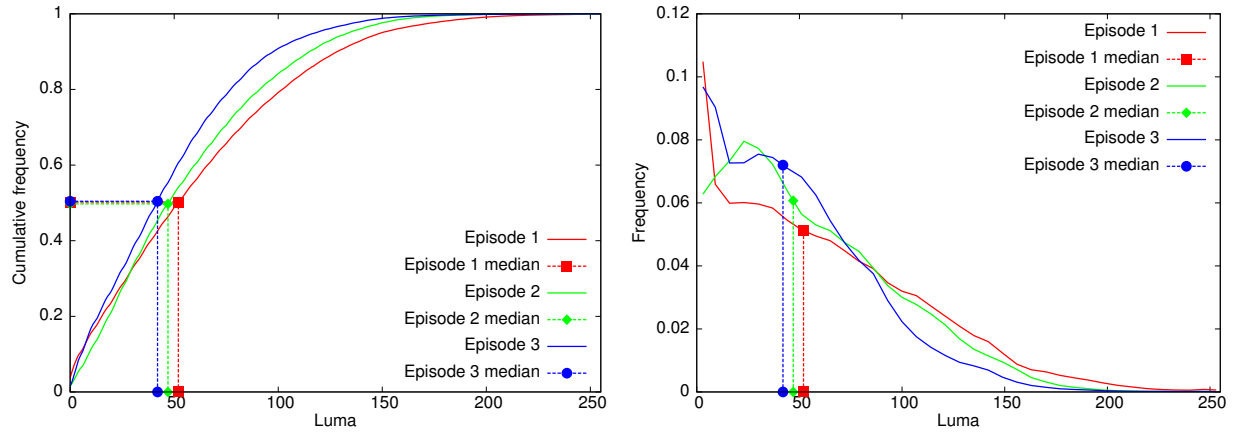 1
0.8
0.6
0.4
0.2
0
Cumulative frequency
0 50 100 150 200 250
Luma
Episode 1
Episode 1 median
Episode 2
Episode 2 median
Episode 3
Episode 3 median
0.12
0.1
0.08
0.06
0.04
0.02
0
Frequency
0 50 100 150 200 250
Luma
Episode 1
Episode 1 median
Episode 2
Episode 2 median
Episode 3
Episode 3 median